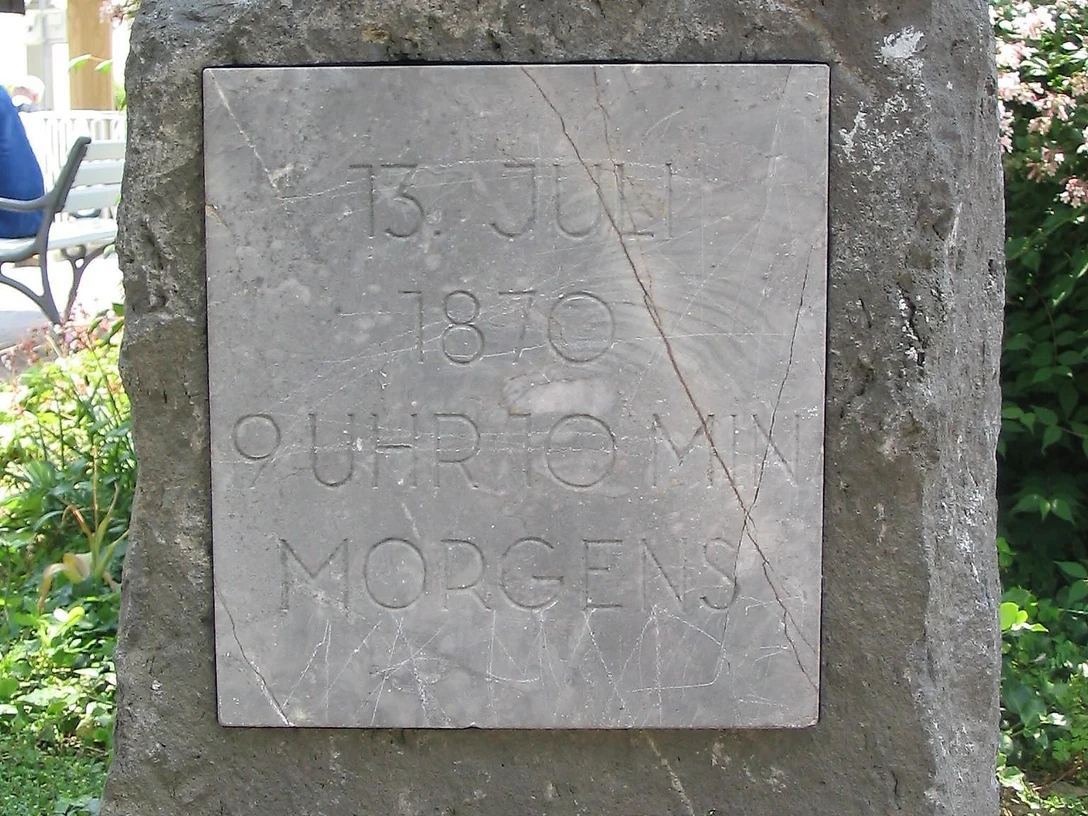 13. JULI
1870
9 UHR 10 MIN
MORGENS